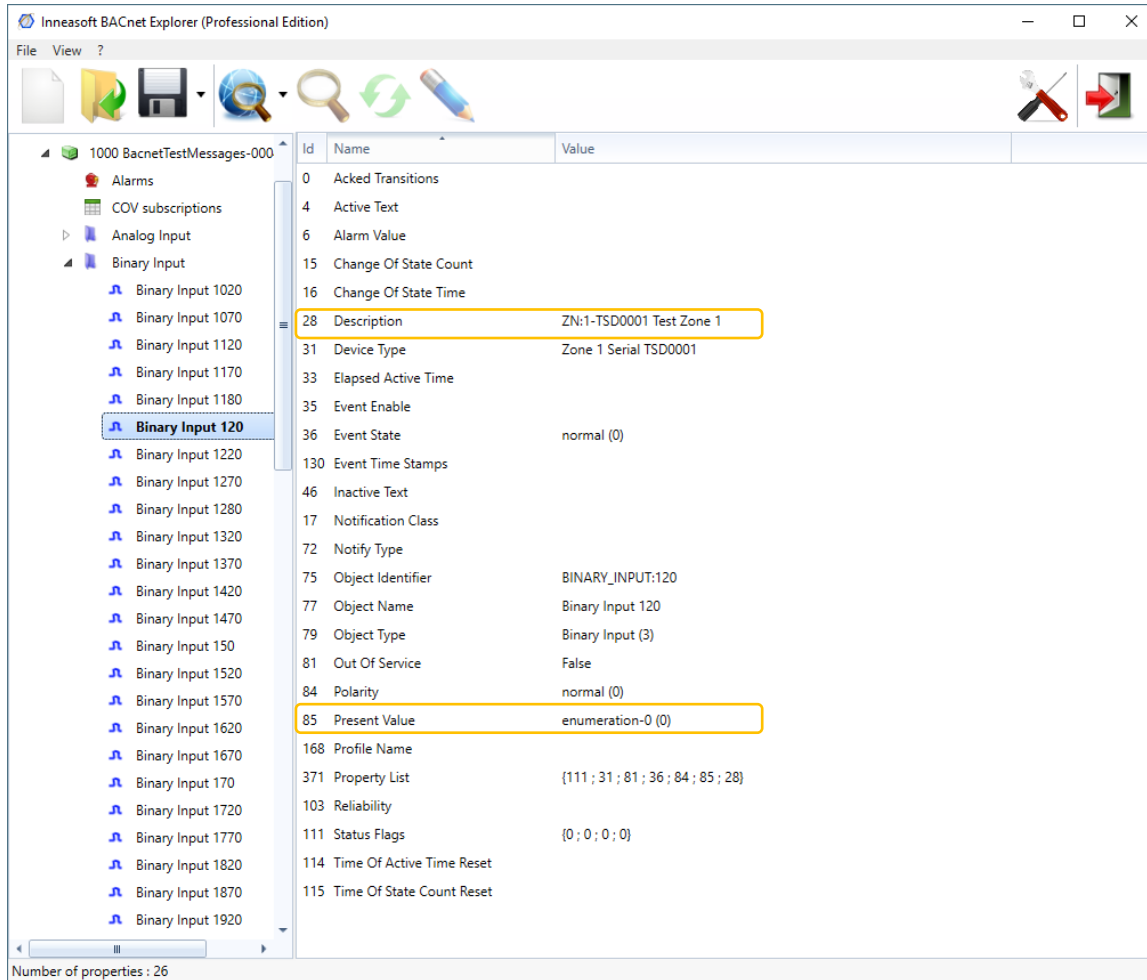 Inneasoft BACnet Explorer (Professional Edition)
File View ?
1000 BacnetTestMessages-000
Alarms
COV subscriptions
Analog Input
Binary Input
Binary Input 1020
Binary Input 1070
Binary Input 1120
Binary Input 1170
Binary Input 1180
Binary Input 120
Binary Input 1220
Binary Input 1270
Binary Input 1280
Binary Input 1320
Binary Input 1370
Binary Input 1420
Binary Input 1470
Binary Input 150
Binary Input 1520
Binary Input 1570
Binary Input 1620
Binary Input 1670
Binary Input 170
Binary Input 1720
Binary Input 1770
Binary Input 1820
Binary Input 1870
Binary Input 1920
Id Name Value
0 Acked Transitions
4 Active Text
6 Alarm Value
15 Change Of State Count
16 Change Of State Time
28 Description ZN:1-TSD0001 Test Zone 1
31 Device Type Zone 1 Serial TSD0001
33 Elapsed Active Time
35 Event Enable
36 Event State normal (0)
130 Event Time Stamps
46 Inactive Text
17 Notification Class
72 Notify Type
75 Object Identifier BINARY_INPUT:120
77 Object Name Binary Input 120
79 Object Type Binary Input (3)
81 Out Of Service False
84 Polarity normal (0)
85 Present Value enumeration-0 (0)
168 Profile Name
371 Property List {111 ; 31 ; 81 ; 36 ; 84 ; 85 ; 28}
103 Reliability
111 Status Flags {0 ; 0 ; 0 ; 0}
114 Time Of Active Time Reset
115 Time Of State Count Reset
Number of properties : 26